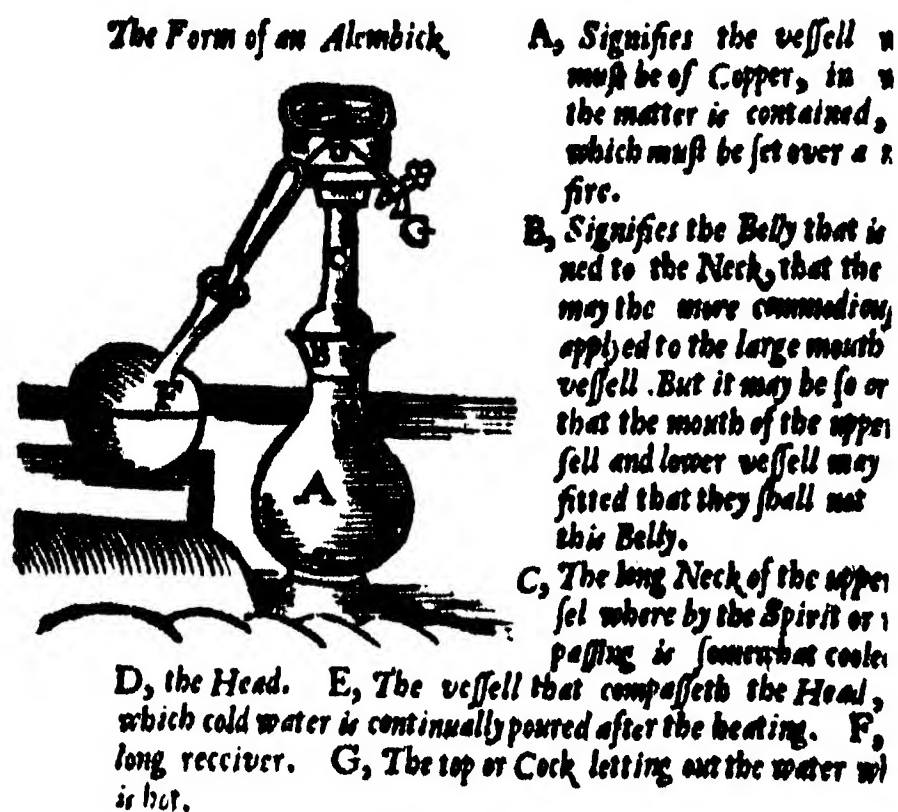 The Form of an Alembick
A, Signifies the veſſell
muſt be of Copper, in
the matter is contained,
which muſt be ſet over a
fire.
B, Signifies the Belly that is
ned to the Neck, that the
may the more commodiouſ
applyed to the large mouth
veſſell. But it may be ſo or
that the mouth of the upper
ſell and lower veſſell may
fitted that they ſhall not
this Belly.
C, The long Neck of the upper
ſel where by the Spirit or
paſſing is ſomewhat coole
D, the Head. E, The veſſell that compaſſeth the Head,
which cold water is continually poured after the heating. F,
long receiver. G, The top or Cock letting out the water wh
is hot.
G
C
B
F
A